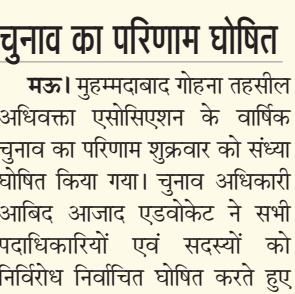 चुनाव का परिणाम घोषित
मऊ। मुहम्मदाबाद गोहना तहसील
अधिवक्ता एसोसिएशन के वार्षिक
चुनाव का परिणाम शुक्रवार को संध्या
घोषित किया गया। चुनाव अधिकारी
आबिद आजाद एडवोकेट ने सभी
पदाधिकारियों एवं सदस्यों को
निर्विरोध निर्वाचित घोषित करते हुए